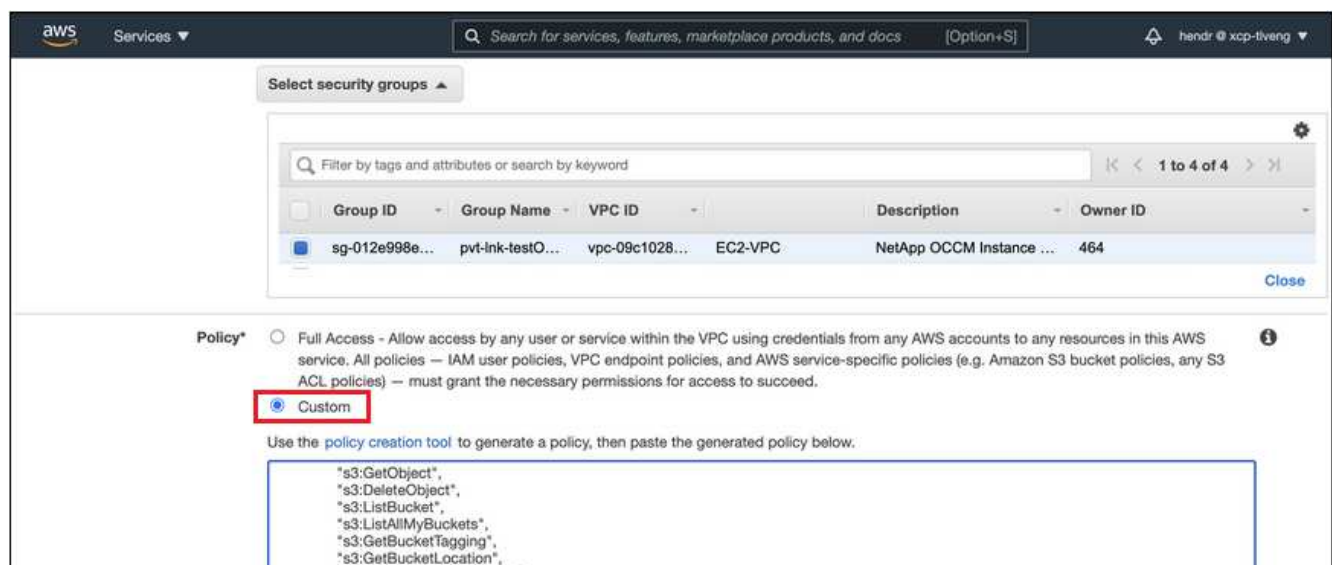 aws Services ▼ Search for services, features, marketplace products, and docs [Option+S] hendr @ xcp-tlveng ▼
Select security groups ▲
Filter by tags and attributes or search by keyword 1 to 4 of 4
Group ID Group Name VPC ID Description Owner ID
sg-012e998e... pvt-lnk-testO... vpc-09c1028... EC2-VPC NetApp OCCM Instance ... 464
Close
Policy* Full Access - Allow access by any user or service within the VPC using credentials from any AWS accounts to any resources in this AWS
service. All policies — IAM user policies, VPC endpoint policies, and AWS service-specific policies (e.g. Amazon S3 bucket policies, any S3
ACL policies) — must grant the necessary permissions for access to succeed.
Custom
Use the policy creation tool to generate a policy, then paste the generated policy below.
"s3:GetObject",
"s3:DeleteObject",
"s3:ListBucket",
"s3:ListAllMyBuckets",
"s3:GetBucketTagging",
"s3:GetBucketLocation",